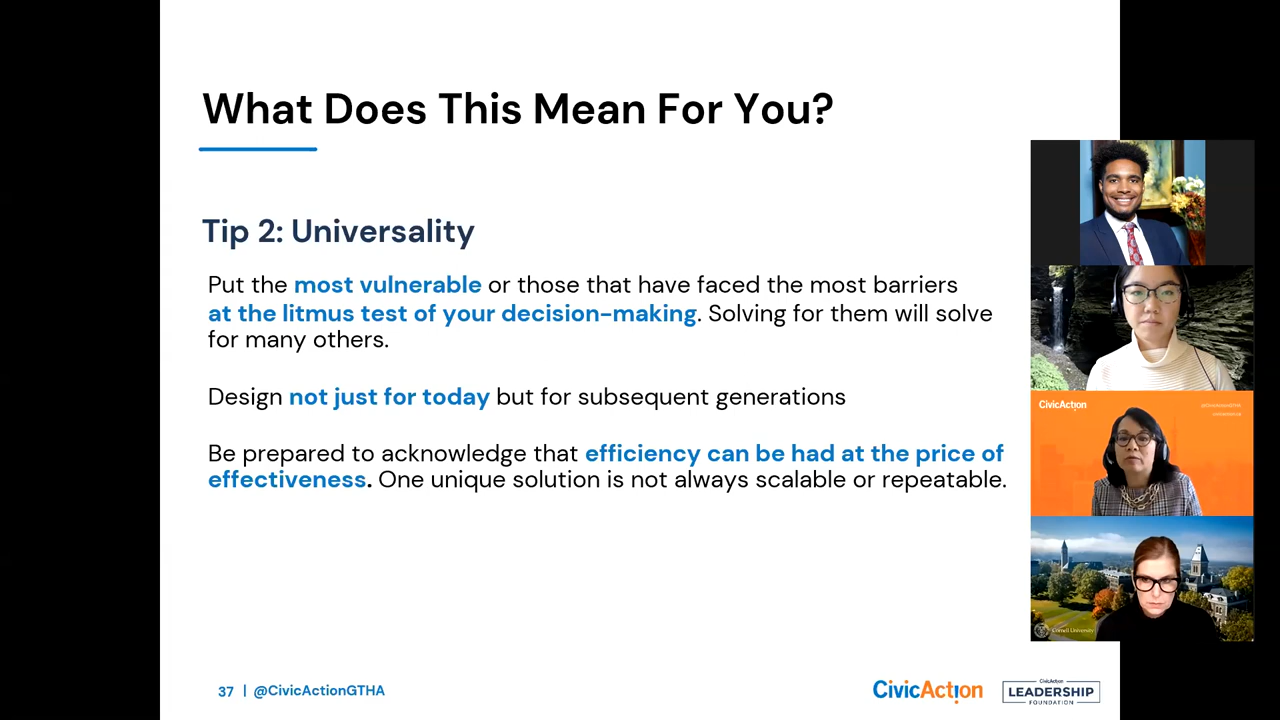 What Does This Mean For You?
Tip 2: Universality
Put the most vulnerable or those that have faced the most barriers
at the litmus test of your decision-making. Solving for them will solve
for many others.
Design not just for today but for subsequent generations
Be prepared to acknowledge that efficiency can be had at the price of
effectiveness. One unique solution is not always scalable or repeatable.
CivicAction
Cornell University
37 | @CivicActionGTHA
CivicAction
CivicAction
LEADERSHIP
FOUNDATION